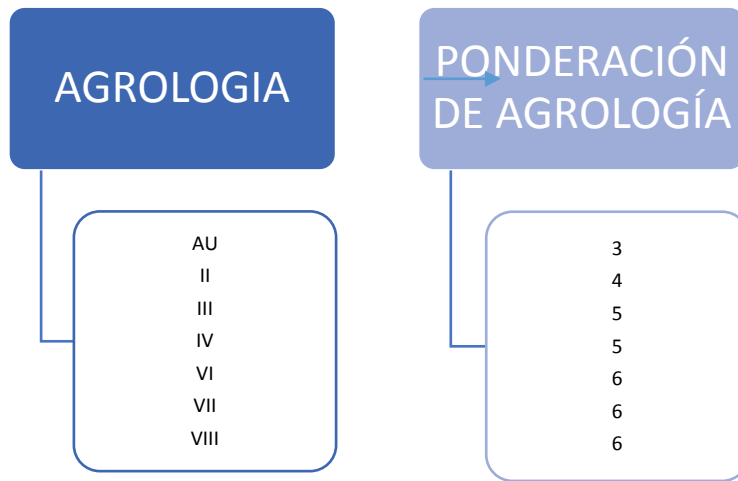 AGROLOGIA
AU
II
III
IV
VI
VII
VIII
PONDERACIÓN
DE AGROLOGÍA
3
4
5
5
6
6
6